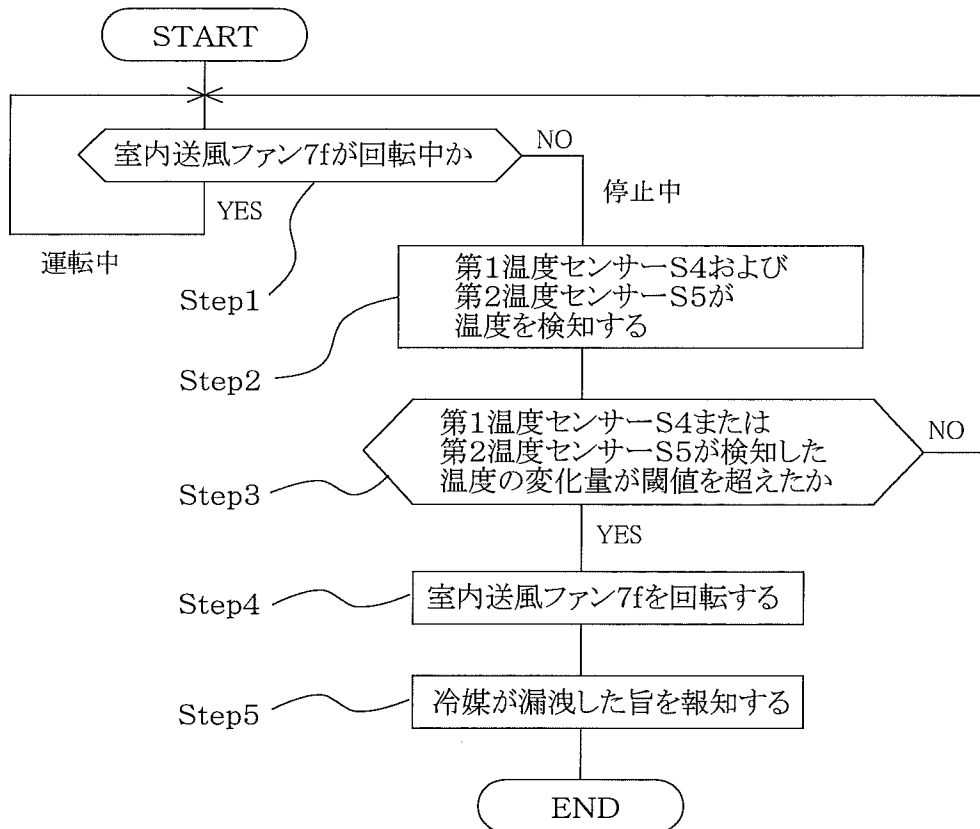 START
室内送風ファン7fが回転中か
NO
YES
停止中
運転中
Step1
第1温度センサーS4および
第2温度センサーS5が
温度を検知する
Step2
第1温度センサーS4または
第2温度センサーS5が検知した
温度の変化量が閾値を超えたか
NO
Step3
YES
Step4
室内送風ファン7fを回転する
Step5
冷媒が漏洩した旨を報知する
END